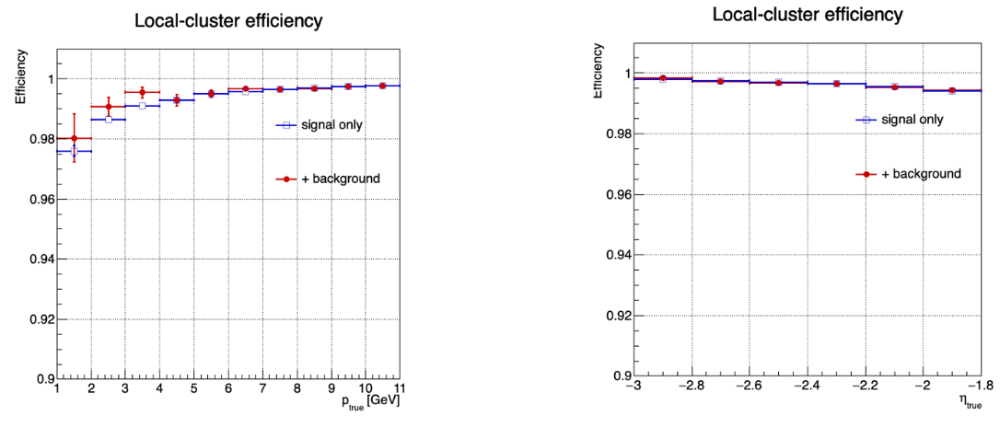 Local-cluster efficiency
Efficiency
1
0.98
0.96
0.94
0.92
0.9
signal only
+ background
1 2 3 4 5 6 7 8 9 10 11
p_true [GeV]
Local-cluster efficiency
Efficiency
1
0.98
0.96
0.94
0.92
0.9
signal only
+ background
−3 −2.8 −2.6 −2.4 −2.2 −2 −1.8
η_true